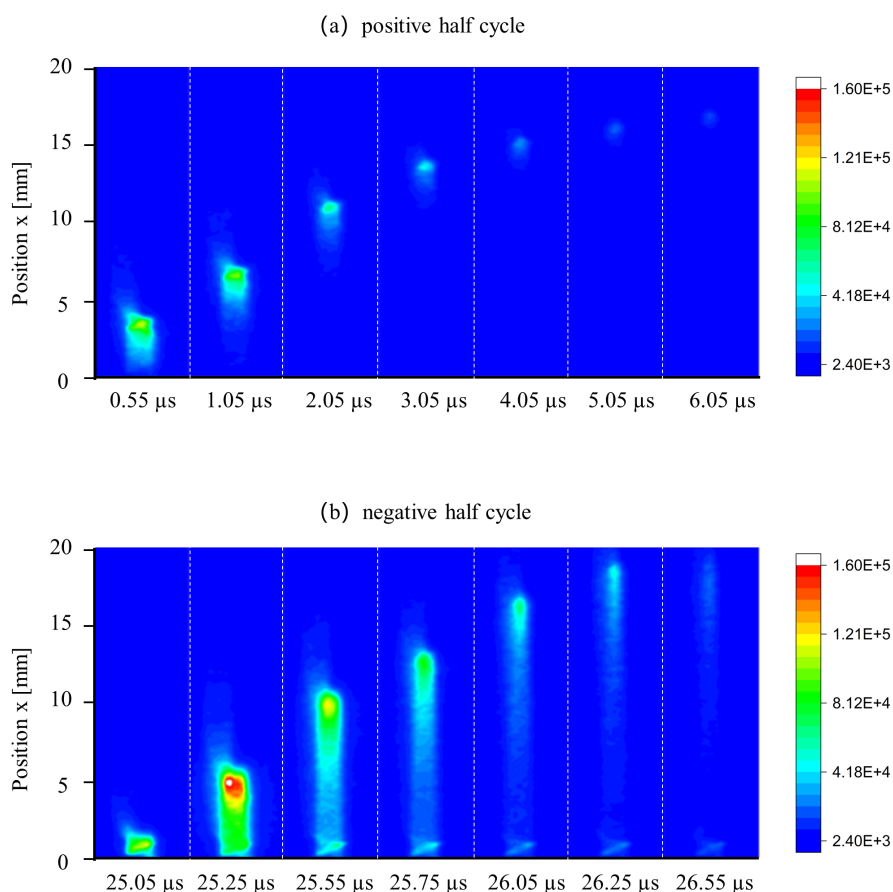 (a) positive half cycle
20
15
10
5
0
Position x [mm]
0.55 µs 1.05 µs 2.05 µs 3.05 µs 4.05 µs 5.05 µs 6.05 µs
1.60E+5
1.21E+5
8.12E+4
4.18E+4
2.40E+3
(b) negative half cycle
20
15
10
5
0
Position x [mm]
25.05 µs 25.25 µs 25.55 µs 25.75 µs 26.05 µs 26.25 µs 26.55 µs
1.60E+5
1.21E+5
8.12E+4
4.18E+4
2.40E+3